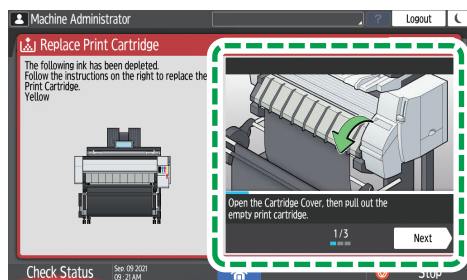 Machine Administrator
?
Logout
Replace Print Cartridge
The following ink has been depleted.
Follow the instructions on the right to replace the
Print Cartridge.
Yellow
Open the Cartridge Cover, then pull out the
empty print cartridge.
1/3
Next
Check Status
Sep. 09 2021
09:21 AM
Stop